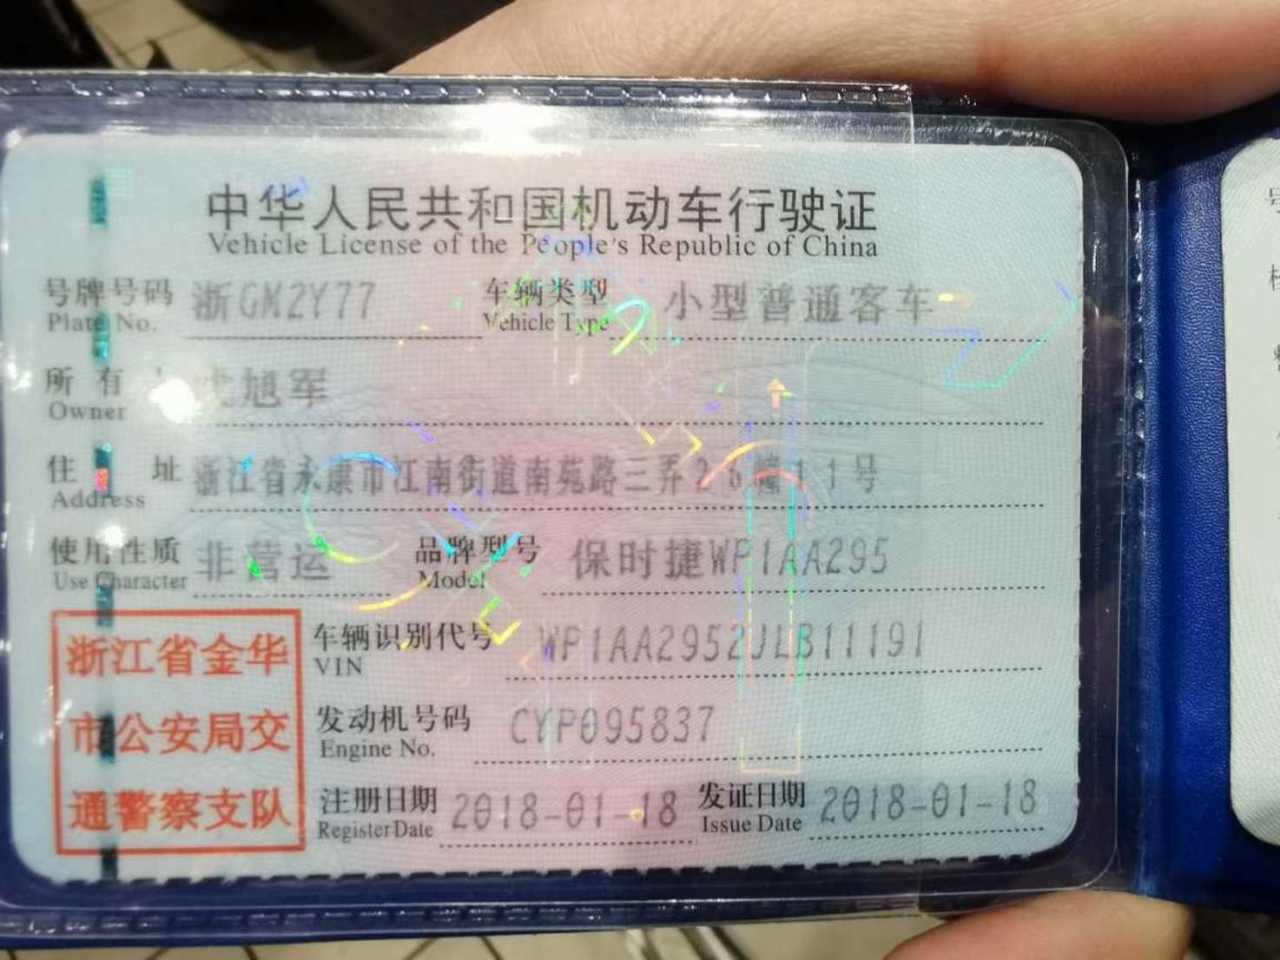 中华人民共和国机动车行驶证
Vehicle License of the People's Republic of China
号牌号码 浙GM2Y77 车辆类型 小型普通客车
Plate No. Vehicle Type
所有 旭军
Owner
住址 浙江省永康市江南街道南苑路三弄26幢11号
Address
使用性质 非营运 品牌型号 保时捷WP1AA295
Use Character Model
浙江省金华
市公安局交
通警察支队
车辆识别代号 WP1AA2952JLB11191
VIN
发动机号码 CYP095837
Engine No.
注册日期 2018-01-18 发证日期 2018-01-18
Register Date Issue Date
号